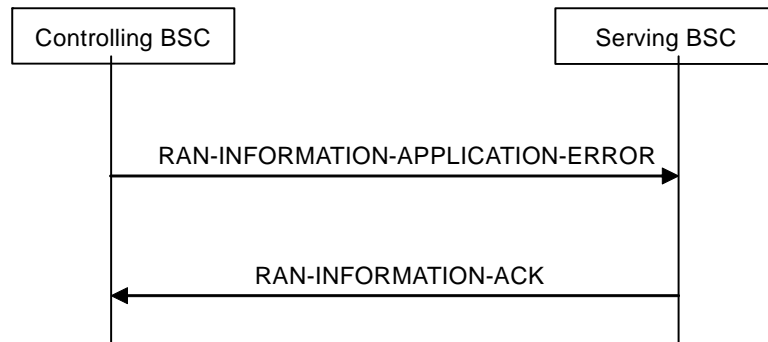 Controlling BSC
Serving BSC
RAN-INFORMATION-APPLICATION-ERROR
RAN-INFORMATION-ACK